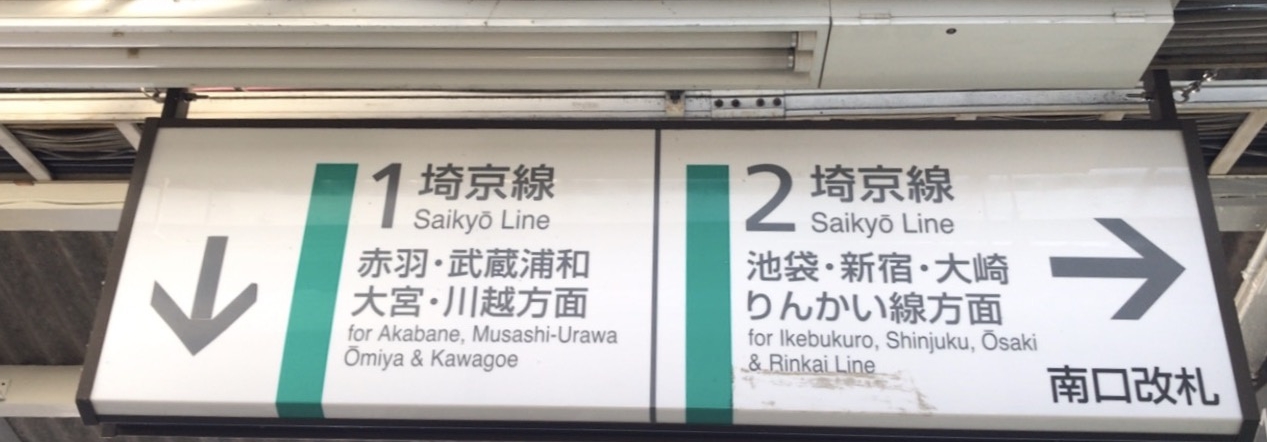 1 埼京線
Saikyō Line
赤羽・武蔵浦和
大宮・川越方面
for Akabane, Musashi-Urawa
Ōmiya & Kawagoe
2 埼京線
Saikyō Line
池袋・新宿・大崎
りんかい線方面
for Ikebukuro, Shinjuku, Ōsaki
& Rinkai Line
南口改札